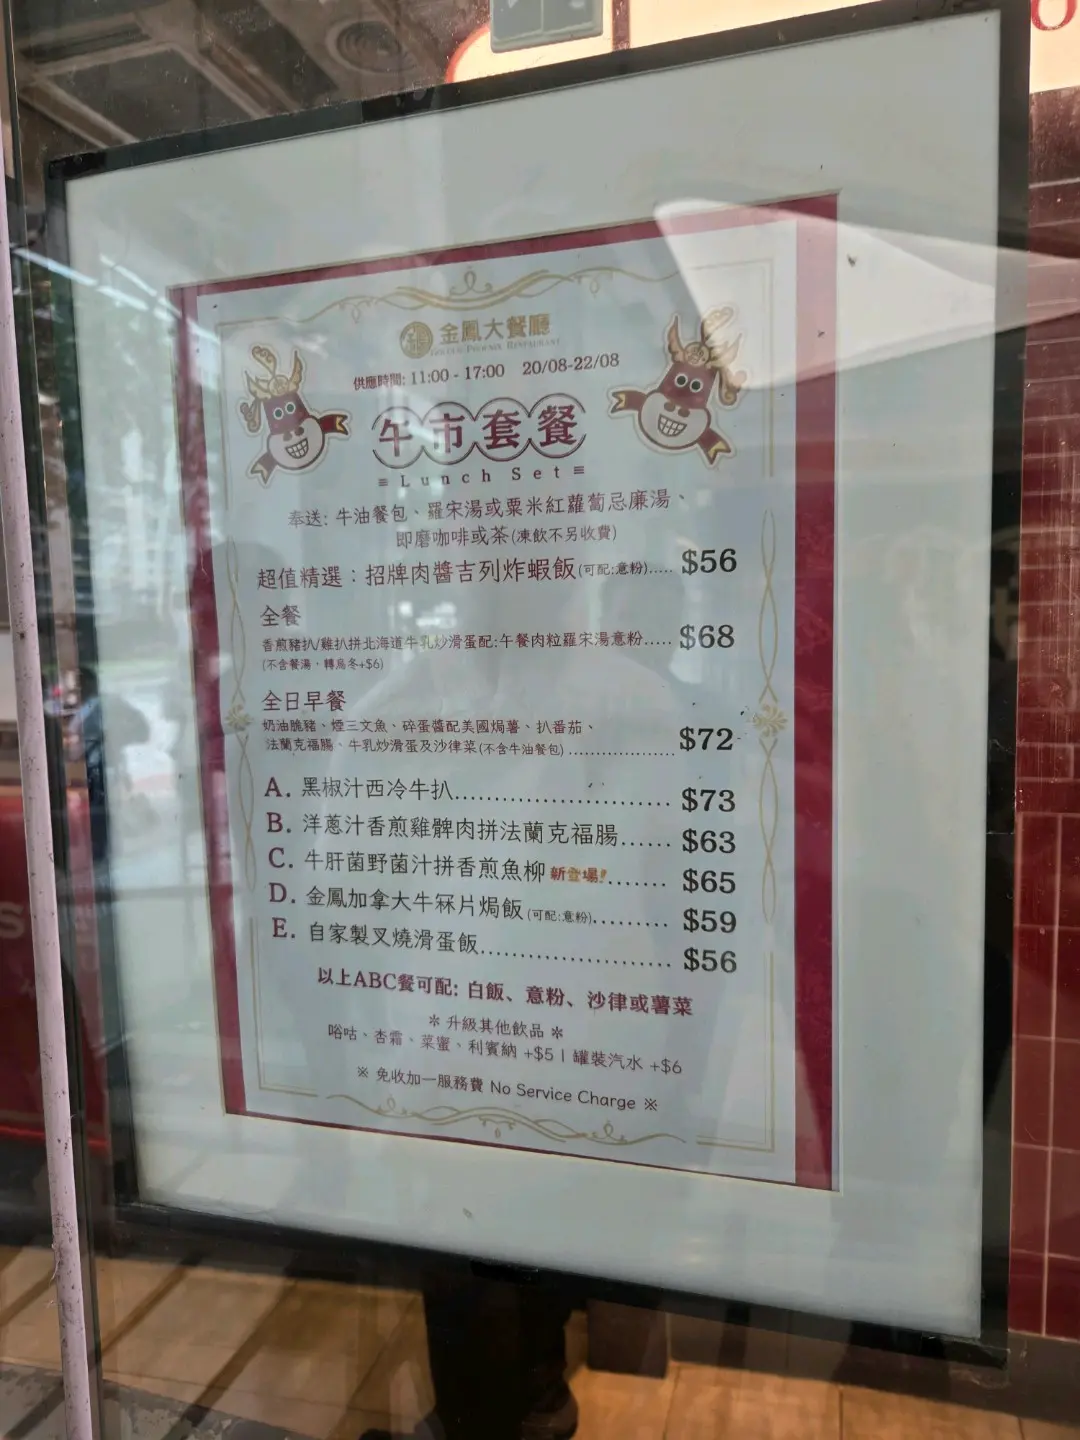 金鳳大餐廳
GOLDEN PHOENIX RESTAURANT
供應時間: 11:00 - 17:00 20/08-22/08
午市套餐
Lunch Set
奉送: 牛油餐包、羅宋湯或粟米紅蘿蔔忌廉湯、
即磨咖啡或茶(凍飲不另收費)
超值精選：招牌肉醬吉列炸蝦飯(可配:意粉)..... $56
全餐
香煎豬扒/雞扒拼北海道牛乳炒滑蛋配:午餐肉粒羅宋湯意粉..... $68
(不含餐湯，轉烏冬+$6)
全日早餐
奶油脆豬、煙三文魚、碎蛋醬配美國焗薯、扒番茄、
法蘭克福腸、牛乳炒滑蛋及沙律菜(不含牛油餐包)..................... $72
A. 黑椒汁西冷牛扒........................... $73
B. 洋蔥汁香煎雞髀肉拼法蘭克福腸...... $63
C. 牛肝菌野菌汁拼香煎魚柳 新登場!....... $65
D. 金鳳加拿大牛冧片焗飯(可配:意粉)......... $59
E. 自家製叉燒滑蛋飯........................ $56
以上ABC餐可配: 白飯、意粉、沙律或薯菜
＊ 升級其他飲品 ＊
唂咕、杏霜、菜蜜、利賓納 +$5 | 罐裝汽水 +$6
※ 免收加一服務費 No Service Charge ※